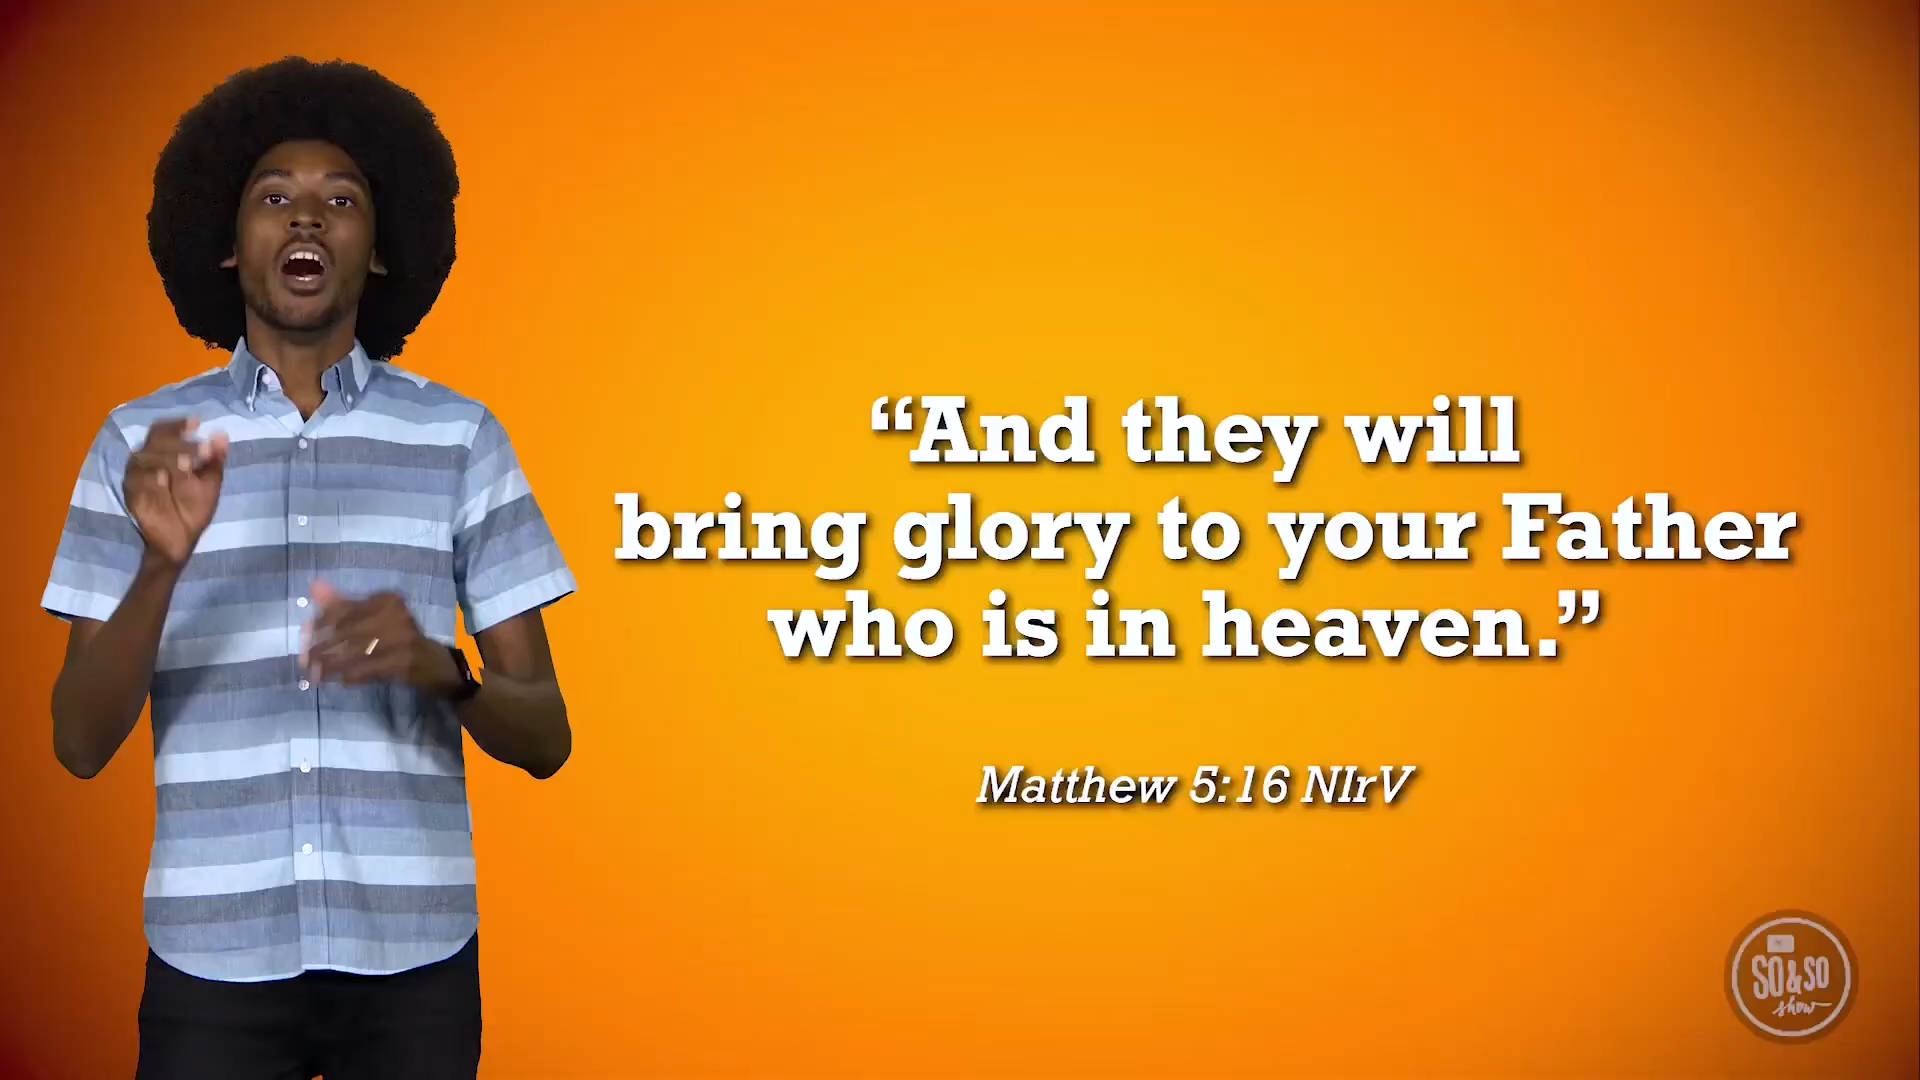 “And they will
bring glory to your Father
who is in heaven.”
Matthew 5:16 NIrV
SO & SO
show